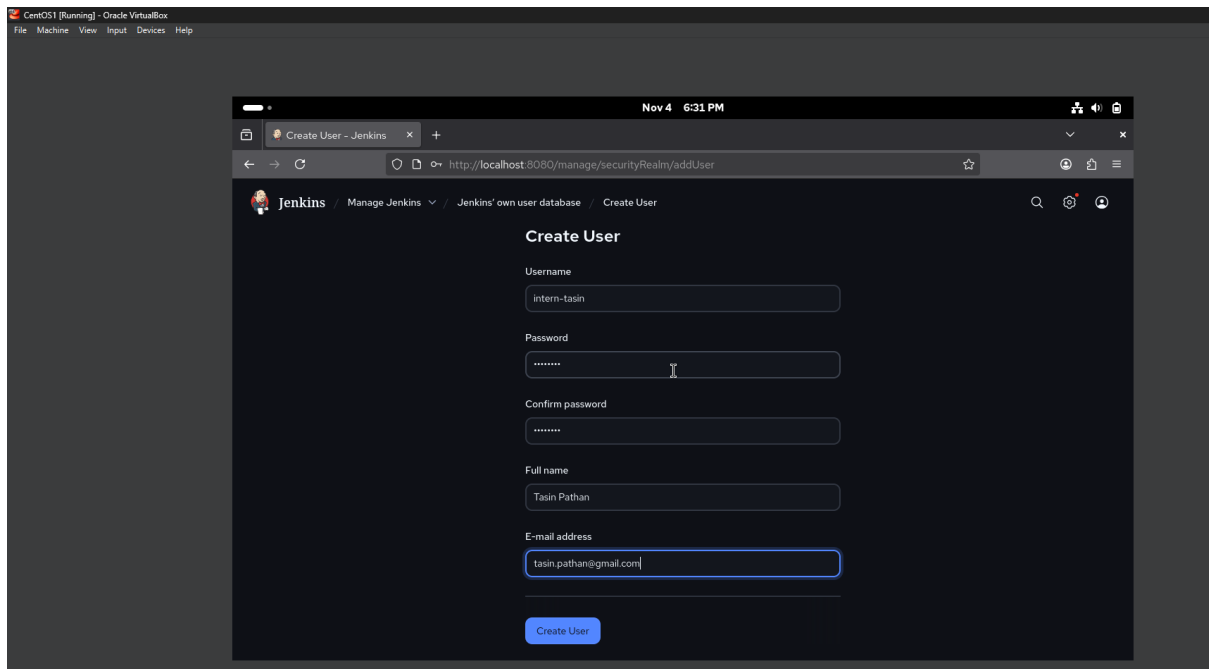 CentOS1 [Running] - Oracle VirtualBox
File Machine View Input Devices Help
Nov 4 6:31 PM
Create User – Jenkins
http://localhost:8080/manage/securityRealm/addUser
Jenkins / Manage Jenkins / Jenkins' own user database / Create User
Create User
Username
intern-tasin
Password
••••••••
Confirm password
••••••••
Full name
Tasin Pathan
E-mail address
tasin.pathan@gmail.com
Create User